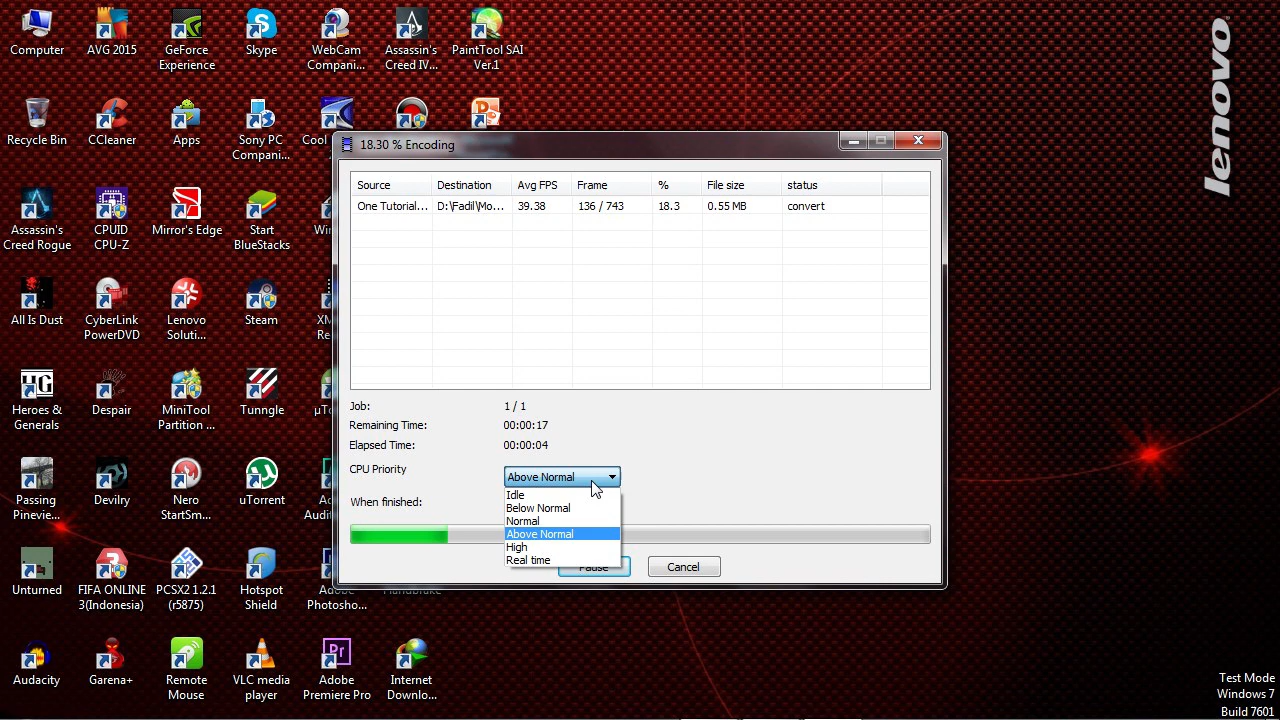 Computer
AVG 2015
GeForce
Experience
Skype
WebCam
Compani...
Assassin's
Creed IV...
PaintTool SAI
Ver.1
lenovo
Recycle Bin
CCleaner
Apps
Sony PC
Compani...
Cool
18.30 % Encoding
Source
Destination
Avg FPS
Frame
%
File size
status
One Tutorial...
D:\Fadil\Mo...
39.38
136 / 743
18.3
0.55 MB
convert
Assassin's
Creed Rogue
CPUID
CPU-Z
Mirror's Edge
Start
BlueStacks
All Is Dust
CyberLink
PowerDVD
Lenovo
Soluti...
Steam
Job:
1 / 1
Remaining Time:
00:00:17
Elapsed Time:
00:00:04
CPU Priority
Above Normal
Idle
Below Normal
Normal
Above Normal
High
Real time
When finished:
Pause
Cancel
Heroes &
Generals
Despair
MiniTool
Partition ...
Tunngle
Passing
Pinevie...
Devilry
Nero
StartSm...
uTorrent
Unturned
FIFA ONLINE
3(Indonesia)
PCSX2 1.2.1
(r5875)
Hotspot
Shield
Adobe
Photosho...
Handbrake
Audacity
Garena+
Remote
Mouse
VLC media
player
Adobe
Premiere Pro
Internet
Downlo...
Test Mode
Windows 7
Build 7601